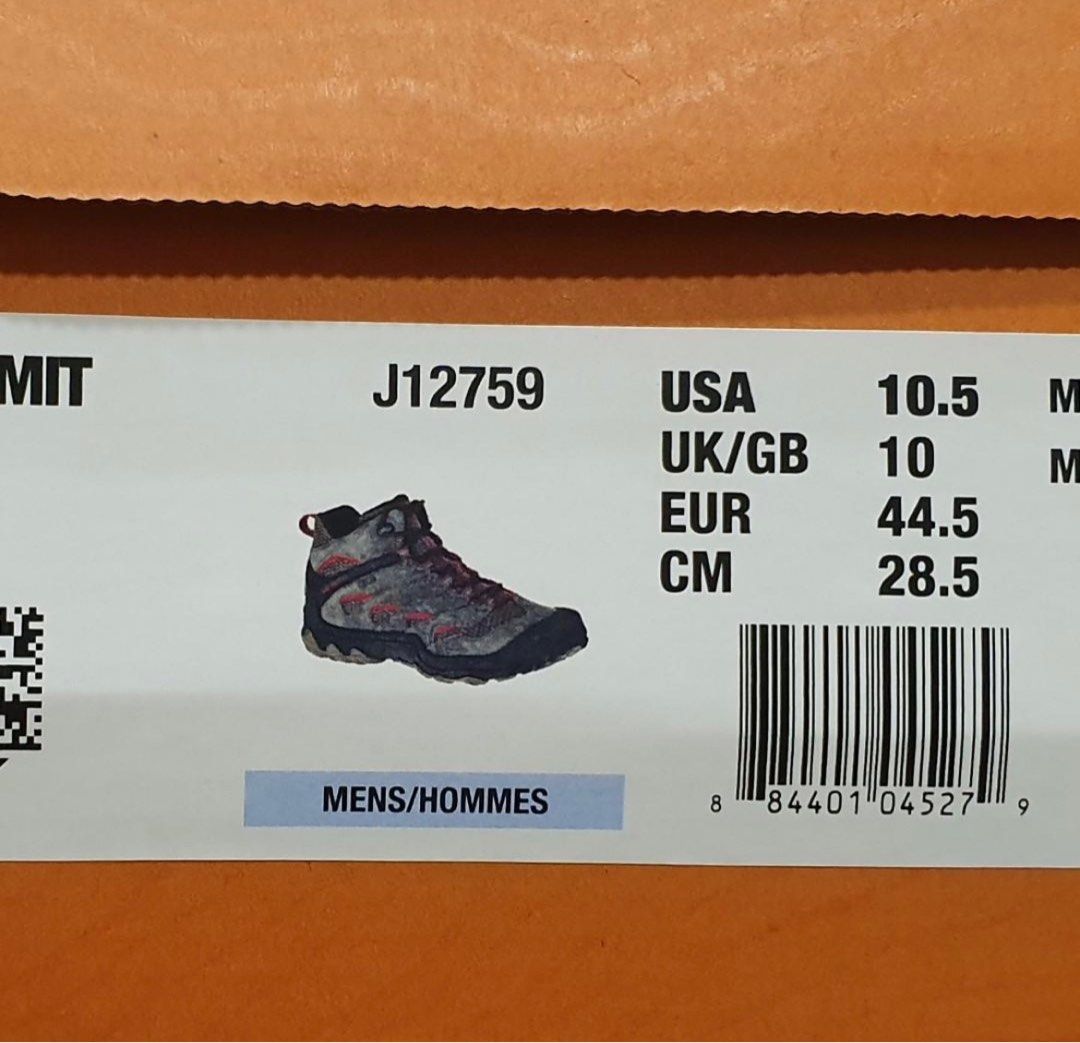 MIT
J12759
USA 10.5 M
UK/GB 10 M
EUR 44.5
CM 28.5
MENS/HOMMES
8 84401 04527 9